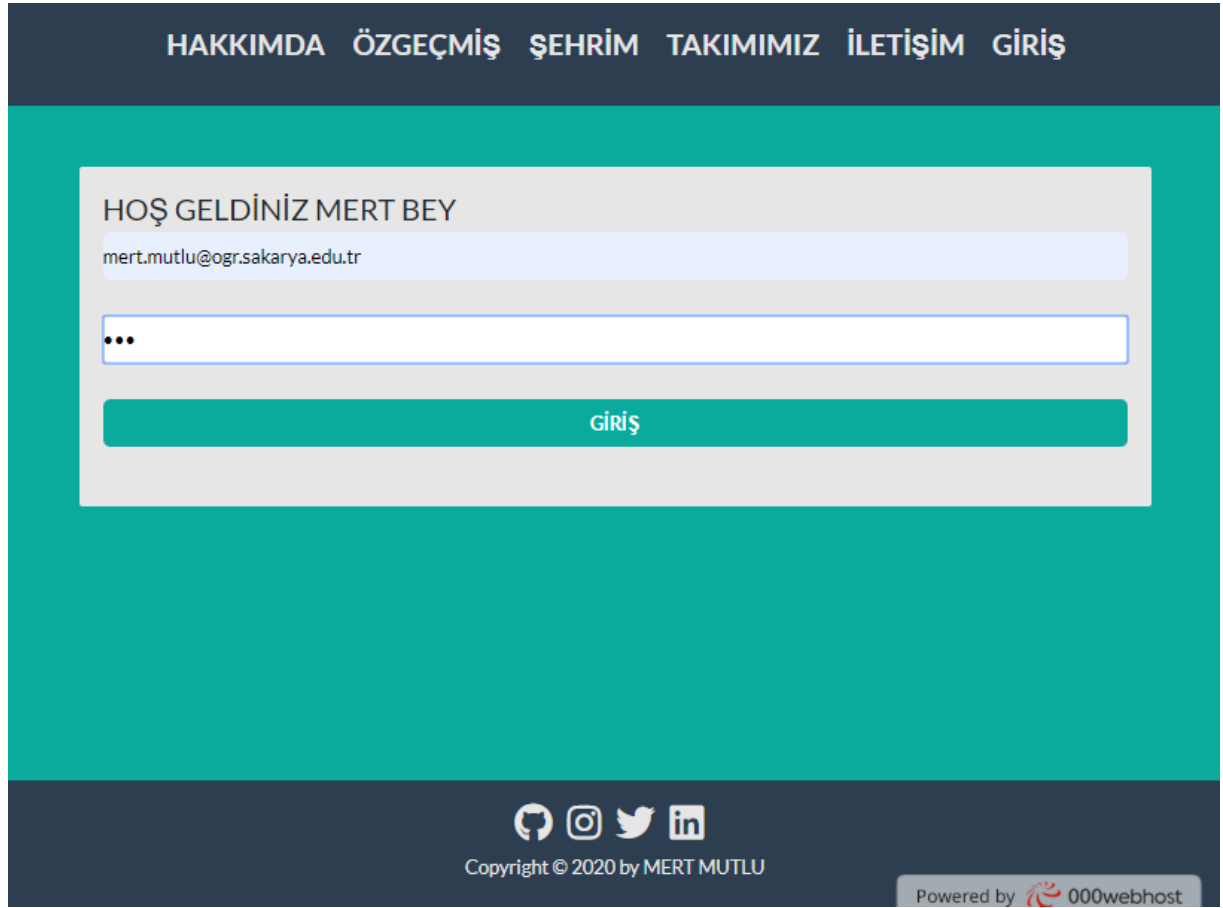 HAKKIMDA ÖZGEÇMİŞ ŞEHRİM TAKIMIMIZ İLETİŞİM GİRİŞ
HOŞ GELDİNİZ MERT BEY
mert.mutlu@ogr.sakarya.edu.tr
•••
GİRİŞ
Copyright © 2020 by MERT MUTLU
Powered by 000webhost